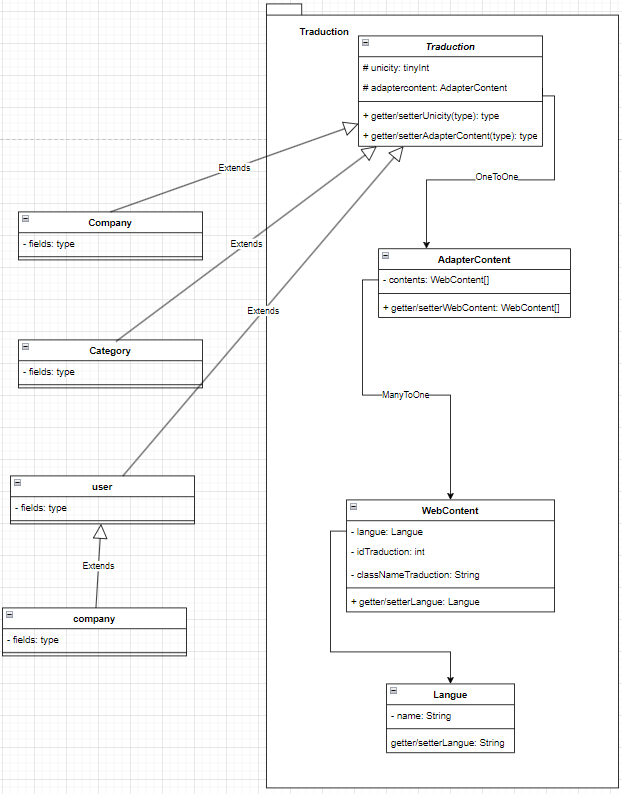 Traduction
Traduction
# unicity: tinyInt
# adaptercontent: AdapterContent
+ getter/setterUnicity(type): type
+ getter/setterAdapterContent(type): type
Extends
OneToOne
Company
- fields: type
Extends
AdapterContent
- contents: WebContent[]
+ getter/setterWebContent: WebContent[]
Extends
Category
- fields: type
ManyToOne
user
- fields: type
WebContent
- langue: Langue
- idTraduction: int
- classNameTraduction: String
+ getter/setterLangue: Langue
Extends
company
- fields: type
Langue
- name: String
getter/setterLangue: String